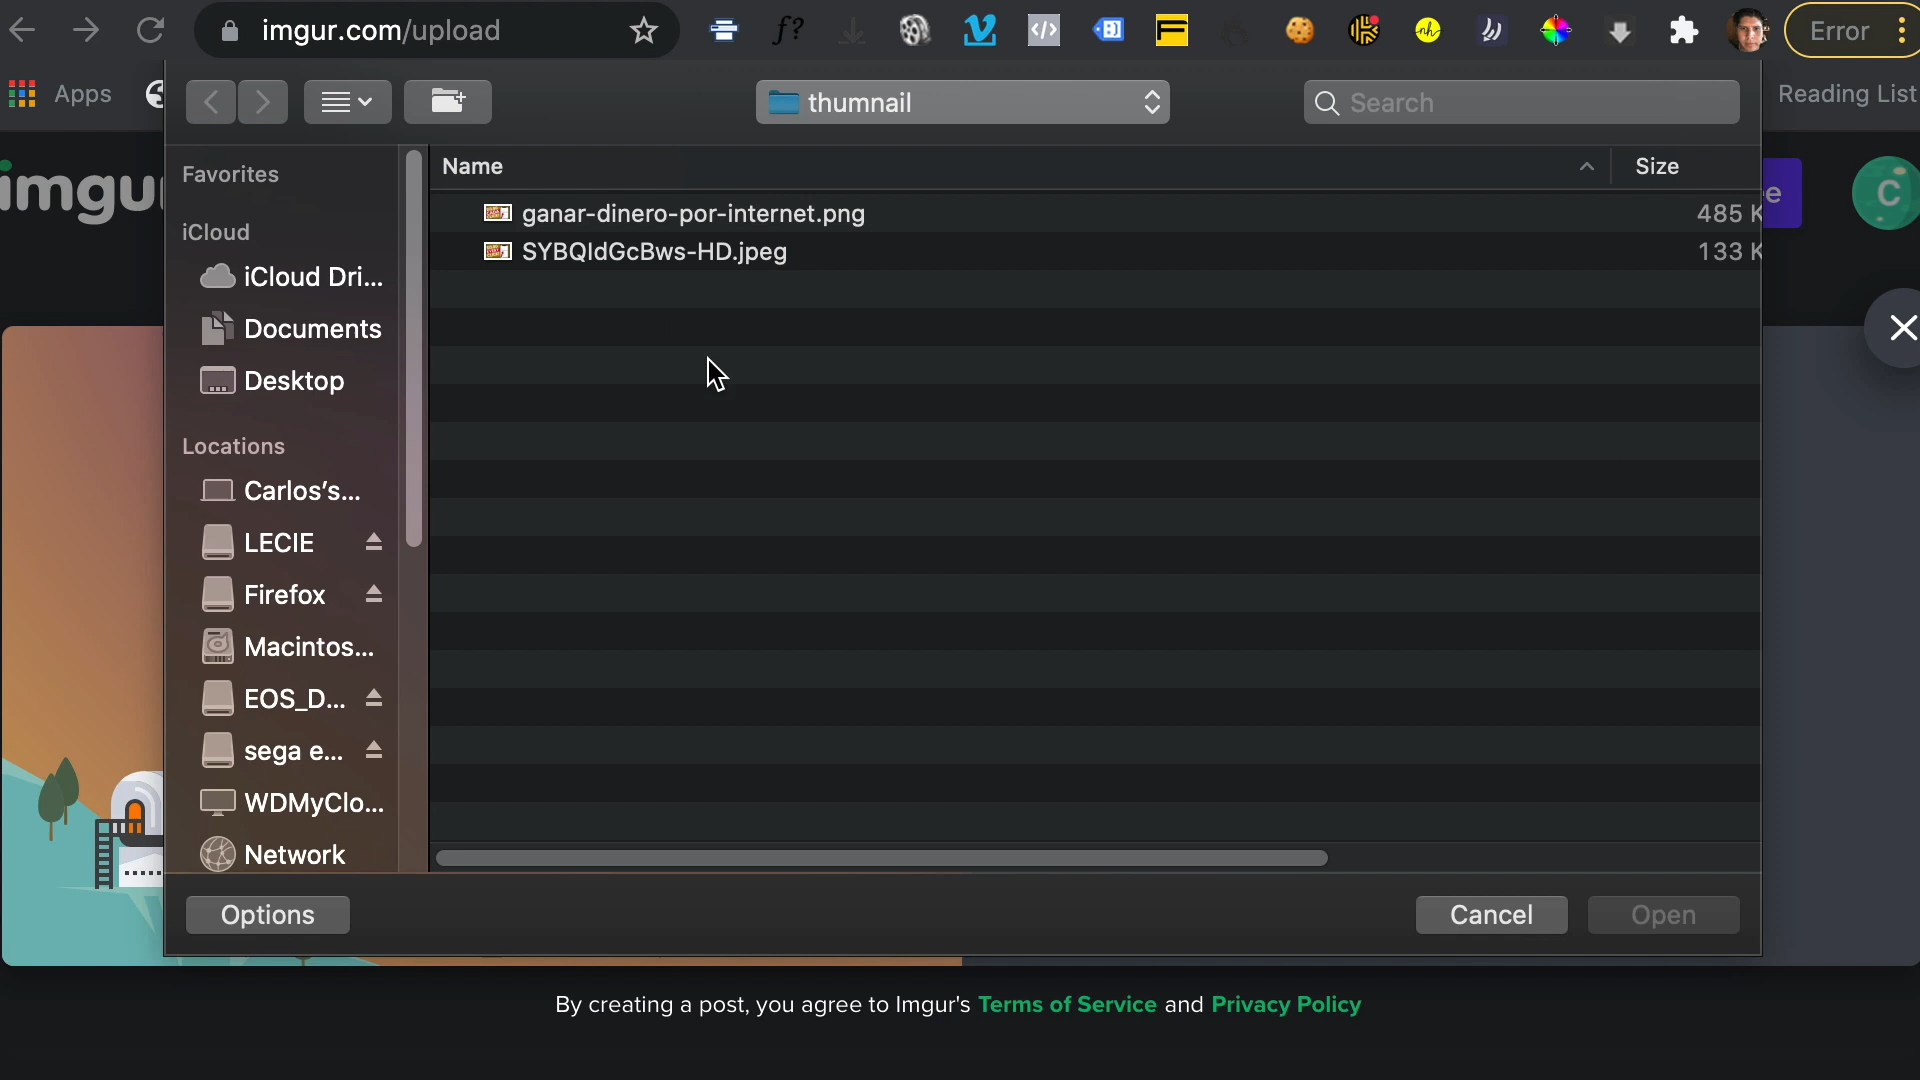 imgur.com/upload
Error
Apps
Reading List
thumnail
Search
Favorites
Name
Size
imgu
e
C
ganar-dinero-por-internet.png
485 K
iCloud
SYBQIdGcBws-HD.jpeg
133 K
iCloud Dri...
Documents
Desktop
Locations
Carlos's...
LECIE
Firefox
Macintos...
EOS_D...
sega e...
WDMyClo...
Network
Options
Cancel
Open
By creating a post, you agree to Imgur's Terms of Service and Privacy Policy